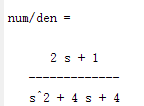 num/den =
2 s + 1
-------------
s^2 + 4 s + 4